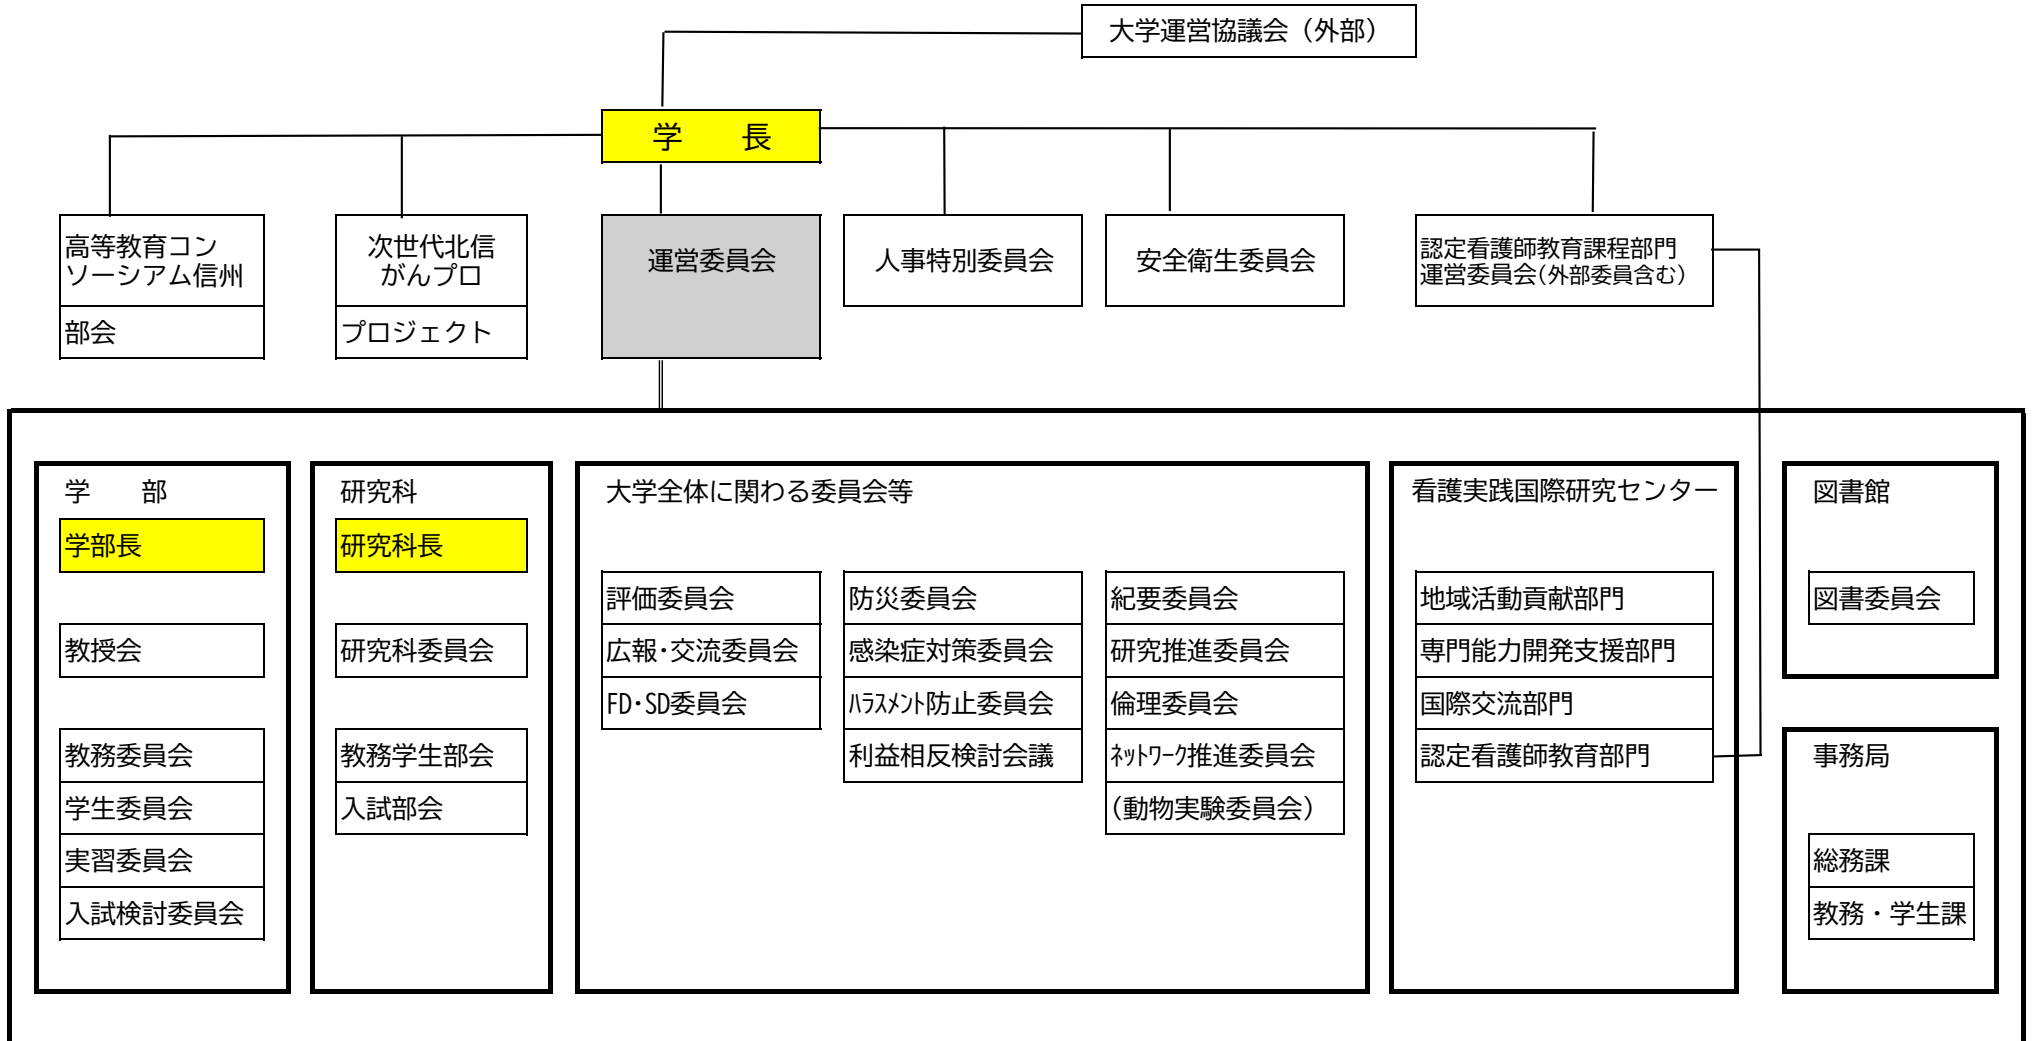 大学運営協議会（外部）
学　　長
高等教育コン
ソーシアム信州
部会
次世代北信
がんプロ
プロジェクト
運営委員会
人事特別委員会
安全衛生委員会
認定看護師教育課程部門
運営委員会(外部委員含む)
学　　部
学部長
教授会
教務委員会
学生委員会
実習委員会
入試検討委員会
研究科
研究科長
研究科委員会
教務学生部会
入試部会
大学全体に関わる委員会等
評価委員会
広報･交流委員会
FD･SD委員会
防災委員会
感染症対策委員会
ﾊﾗｽﾒﾝﾄ防止委員会
利益相反検討会議
紀要委員会
研究推進委員会
倫理委員会
ﾈｯﾄﾜｰｸ推進委員会
(動物実験委員会)
看護実践国際研究センター
地域活動貢献部門
専門能力開発支援部門
国際交流部門
認定看護師教育部門
図書館
図書委員会
事務局
総務課
教務・学生課